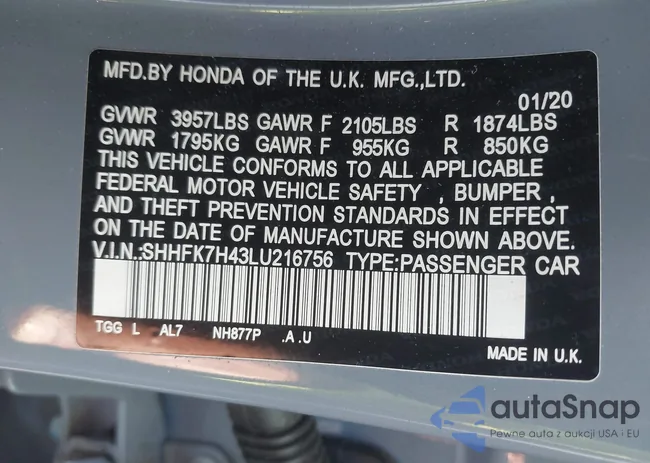 MFD.BY HONDA OF THE U.K. MFG.,LTD.
01/20
GVWR 3957LBS GAWR F 2105LBS R 1874LBS
GVWR 1795KG GAWR F 955KG R 850KG
THIS VEHICLE CONFORMS TO ALL APPLICABLE
FEDERAL MOTOR VEHICLE SAFETY , BUMPER ,
AND THEFT PREVENTION STANDARDS IN EFFECT
ON THE DATE OF MANUFACTURE SHOWN ABOVE.
V.I.N.:SHHFK7H43LU216756 TYPE:PASSENGER CAR
TGG L AL7 NH877P .A .U
MADE IN U.K.
autaSnap
Pewne auta z aukcji USA i EU